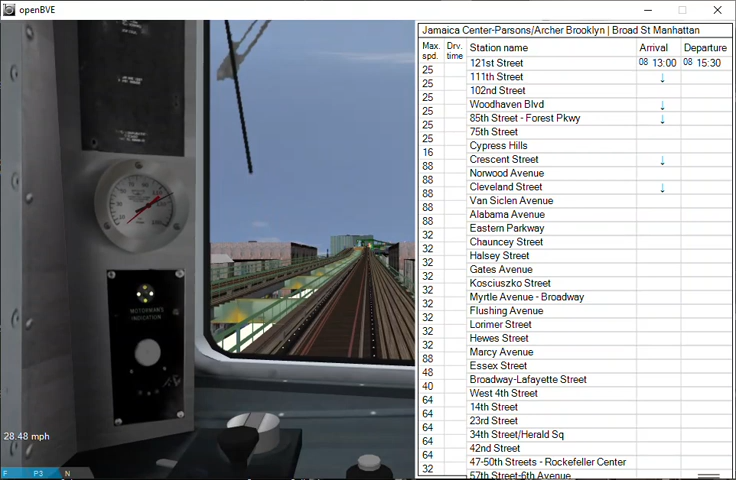 openBVE
Jamaica Center-Parsons/Archer Brooklyn | Broad St Manhattan
Max. spd. Drv. time Station name Arrival Departure
121st Street 08 13:00 08 15:30
25
111th Street ↓
25
102nd Street
25
Woodhaven Blvd ↓
25
85th Street - Forest Pkwy ↓
25
75th Street
25
Cypress Hills
16
Crescent Street ↓
88
Norwood Avenue
88
Cleveland Street ↓
88
Van Siclen Avenue
88
Alabama Avenue
88
Eastern Parkway
32
Chauncey Street
32
Halsey Street
32
Gates Avenue
32
Kosciuszko Street
32
Myrtle Avenue - Broadway
32
Flushing Avenue
32
Lorimer Street
32
Hewes Street
32
Marcy Avenue
88
Essex Street
48
Broadway-Lafayette Street
40
West 4th Street
64
14th Street
64
23rd Street
64
34th Street/Herald Sq
64
42nd Street
64
47-50th Streets - Rockefeller Center
32
57th Street-6th Avenue
MOTORMAN'S
INDICATION
28.48 mph
F P3 N